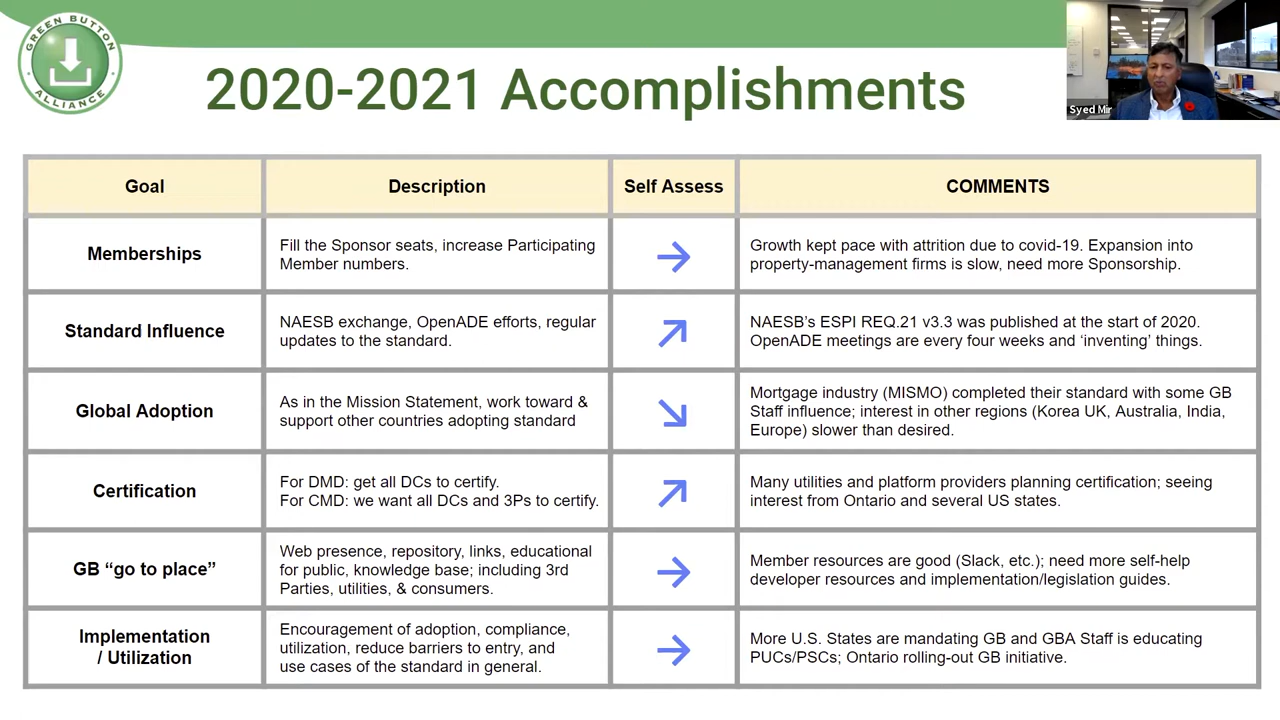 GREEN BUTTON
ALLIANCE
2020-2021 Accomplishments
Syed Mir
Goal
Description
Self Assess
COMMENTS
Memberships
Fill the Sponsor seats, increase Participating
Member numbers.
Growth kept pace with attrition due to covid-19. Expansion into
property-management firms is slow, need more Sponsorship.
Standard Influence
NAESB exchange, OpenADE efforts, regular
updates to the standard.
NAESB’s ESPI REQ.21 v3.3 was published at the start of 2020.
OpenADE meetings are every four weeks and ‘inventing’ things.
Global Adoption
As in the Mission Statement, work toward &
support other countries adopting standard
Mortgage industry (MISMO) completed their standard with some GB
Staff influence; interest in other regions (Korea UK, Australia, India,
Europe) slower than desired.
Certification
For DMD: get all DCs to certify.
For CMD: we want all DCs and 3Ps to certify.
Many utilities and platform providers planning certification; seeing
interest from Ontario and several US states.
GB “go to place”
Web presence, repository, links, educational
for public, knowledge base; including 3rd
Parties, utilities, & consumers.
Member resources are good (Slack, etc.); need more self-help
developer resources and implementation/legislation guides.
Implementation
/ Utilization
Encouragement of adoption, compliance,
utilization, reduce barriers to entry, and
use cases of the standard in general.
More U.S. States are mandating GB and GBA Staff is educating
PUCs/PSCs; Ontario rolling-out GB initiative.